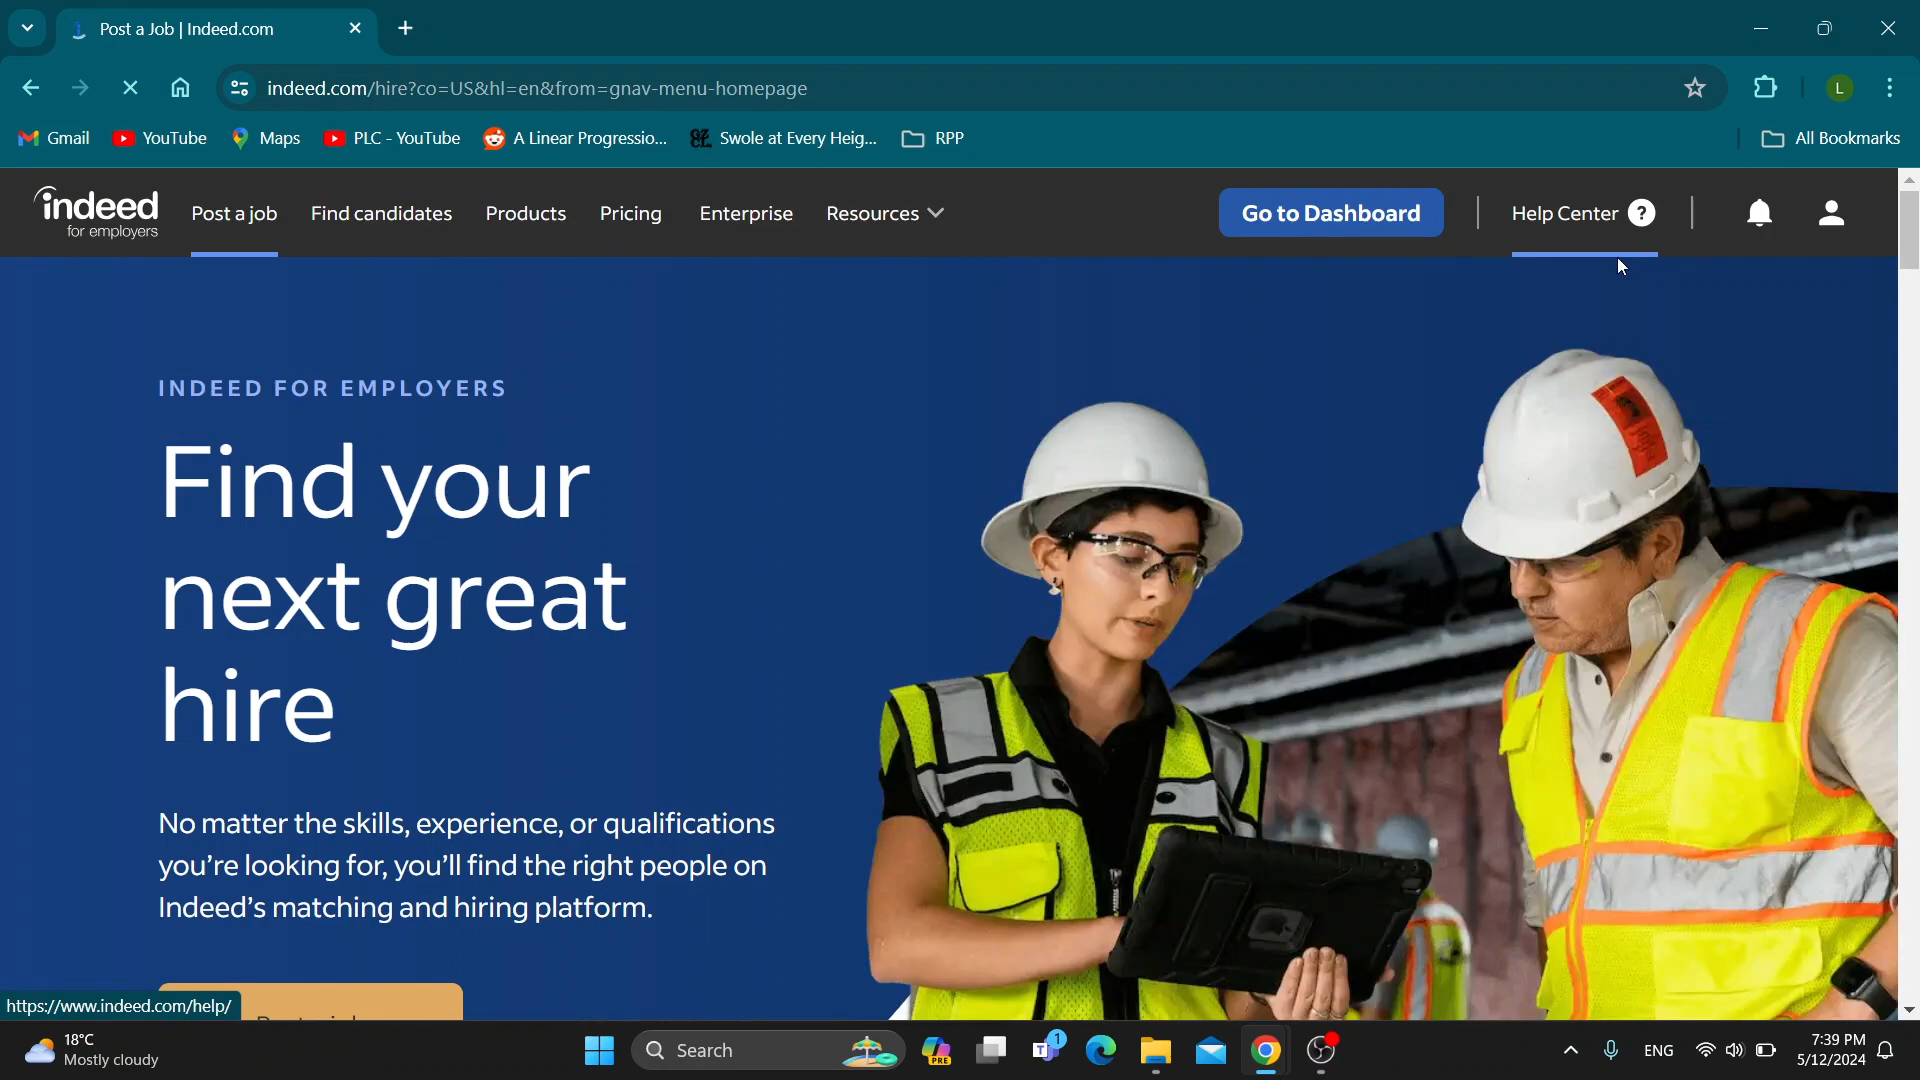 Post a Job | Indeed.com
indeed.com/hire?co=US&hl=en&from=gnav-menu-homepage
L
Gmail YouTube Maps PLC - YouTube A Linear Progressio... Swole at Every Heig... RPP All Bookmarks
indeed for employers
Post a job Find candidates Products Pricing Enterprise Resources Go to Dashboard Help Center ?
INDEED FOR EMPLOYERS
Find your
next great
hire
No matter the skills, experience, or qualifications
you're looking for, you'll find the right people on
Indeed's matching and hiring platform.
https://www.indeed.com/help/
18°C
Mostly cloudy
Search
PRE
1
ENG
7:39 PM
5/12/2024